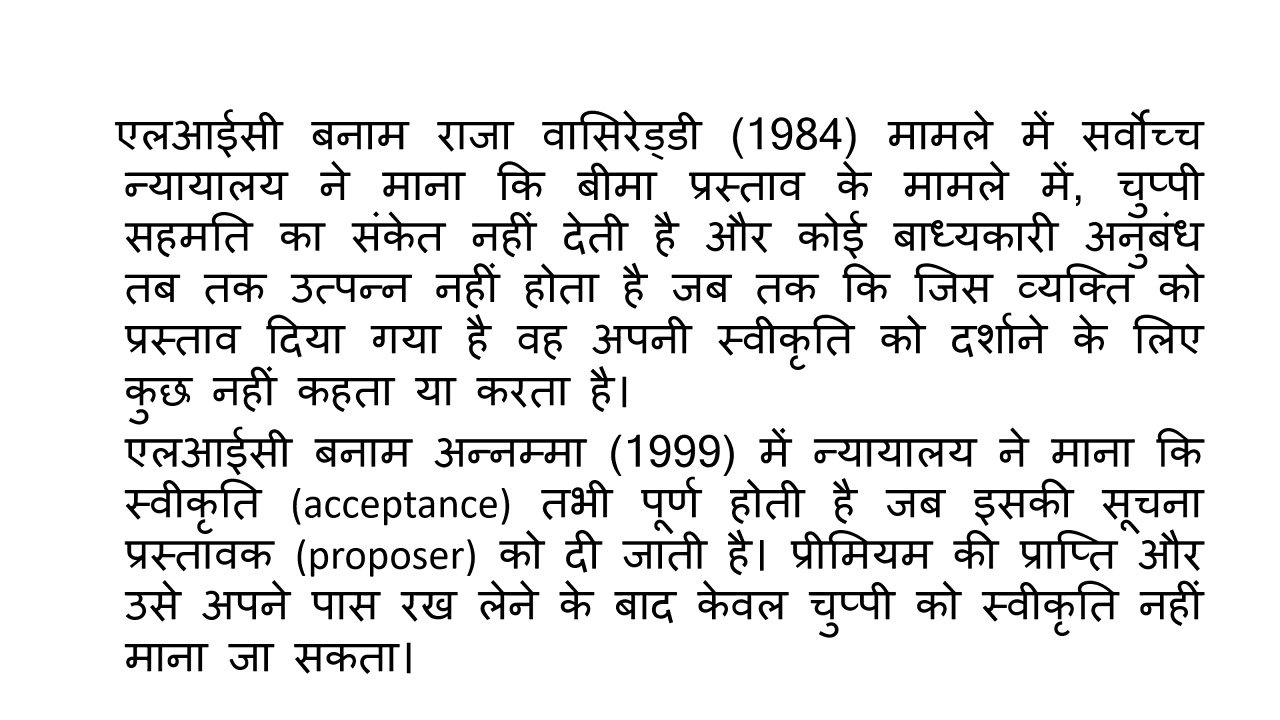 एलआईसी बनाम राजा वासिरेड्डी (1984) मामले में सर्वोच्च
न्यायालय ने माना कि बीमा प्रस्ताव के मामले में, चुप्पी
सहमति का संकेत नहीं देती है और कोई बाध्यकारी अनुबंध
तब तक उत्पन्न नहीं होता है जब तक कि जिस व्यक्ति को
प्रस्ताव दिया गया है वह अपनी स्वीकृति को दर्शाने के लिए
कुछ नहीं कहता या करता है।
एलआईसी बनाम अन्नम्मा (1999) में न्यायालय ने माना कि
स्वीकृति (acceptance) तभी पूर्ण होती है जब इसकी सूचना
प्रस्तावक (proposer) को दी जाती है। प्रीमियम की प्राप्ति और
उसे अपने पास रख लेने के बाद केवल चुप्पी को स्वीकृति नहीं
माना जा सकता।